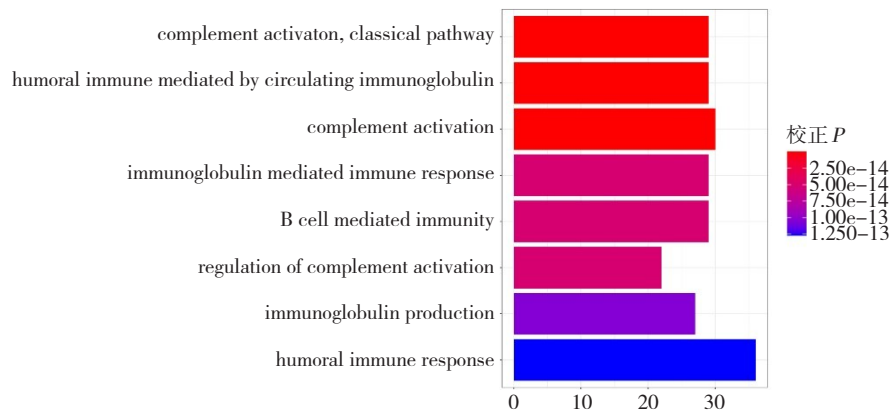 complement activaton, classical pathway
humoral immune mediated by circulating immunoglobulin
complement activation
immunoglobulin mediated immune response
B cell mediated immunity
regulation of complement activation
immunoglobulin production
humoral immune response
0 10 20 30
校正 P
2.50e−14
5.00e−14
7.50e−14
1.00e−13
1.250−13